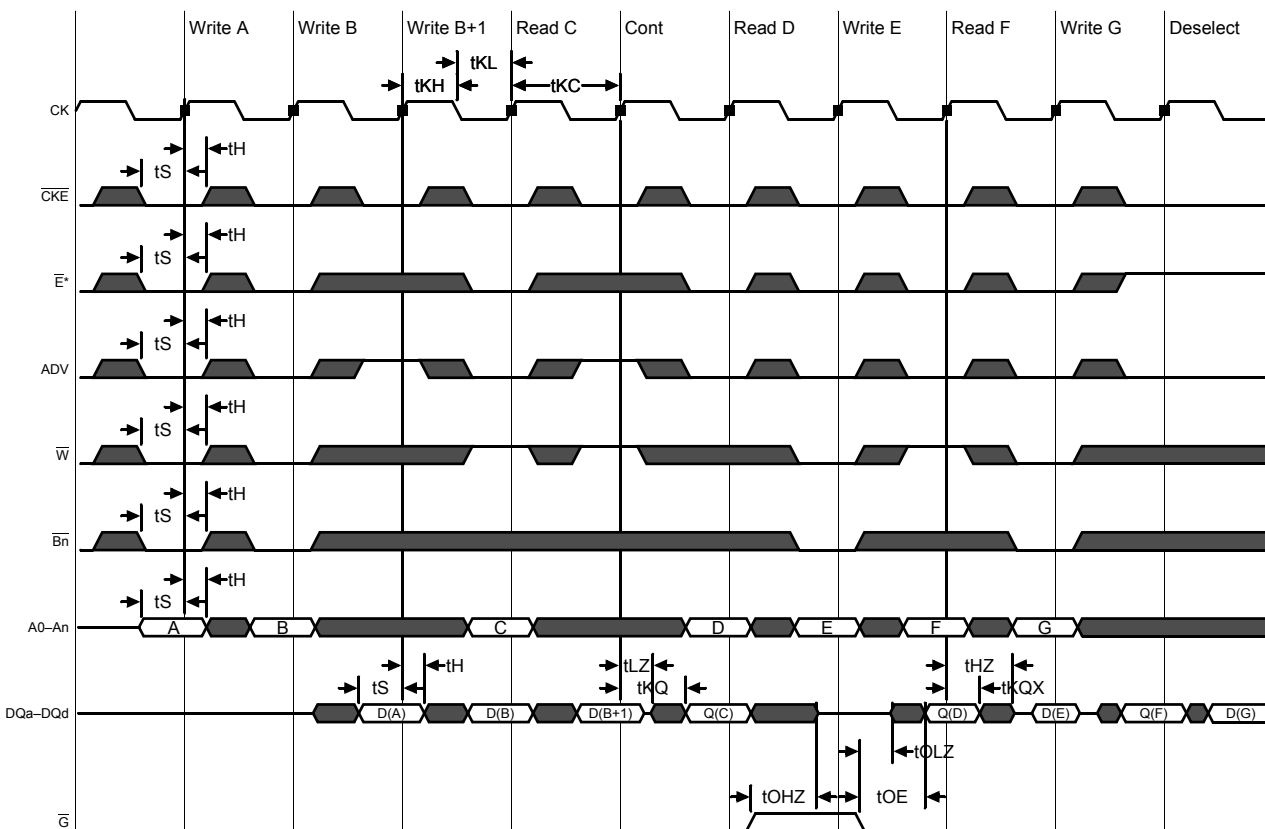 Write A Write B Write B+1 Read C Cont Read D Write E Read F Write G Deselect
tKL
tKH tKC
CK
tH
tS
CKE
tH
tS
E*
tH
tS
ADV
tH
tS
W
tH
tS
Bn
tH
tS
A0–An A B C D E F G
tH tLZ tHZ
tS tKQ tKQX
DQa–DQd D(A) D(B) D(B+1) Q(C) Q(D) D(E) Q(F) D(G)
tOLZ
tOHZ tOE
G